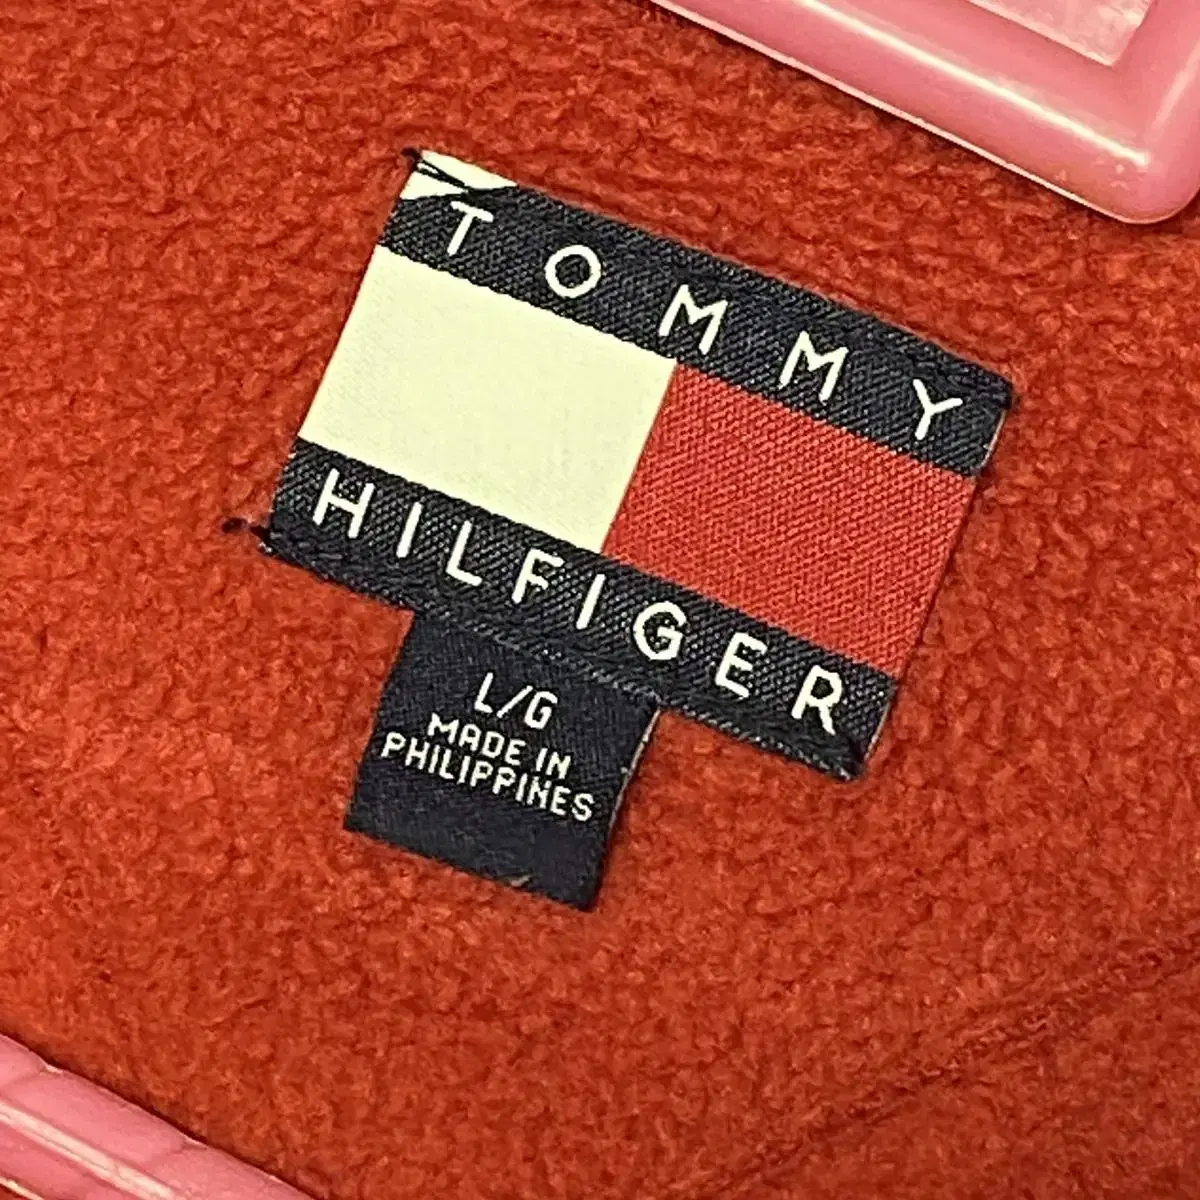 TOMMY
HILFIGER
L/G
MADE IN
PHILIPPINES